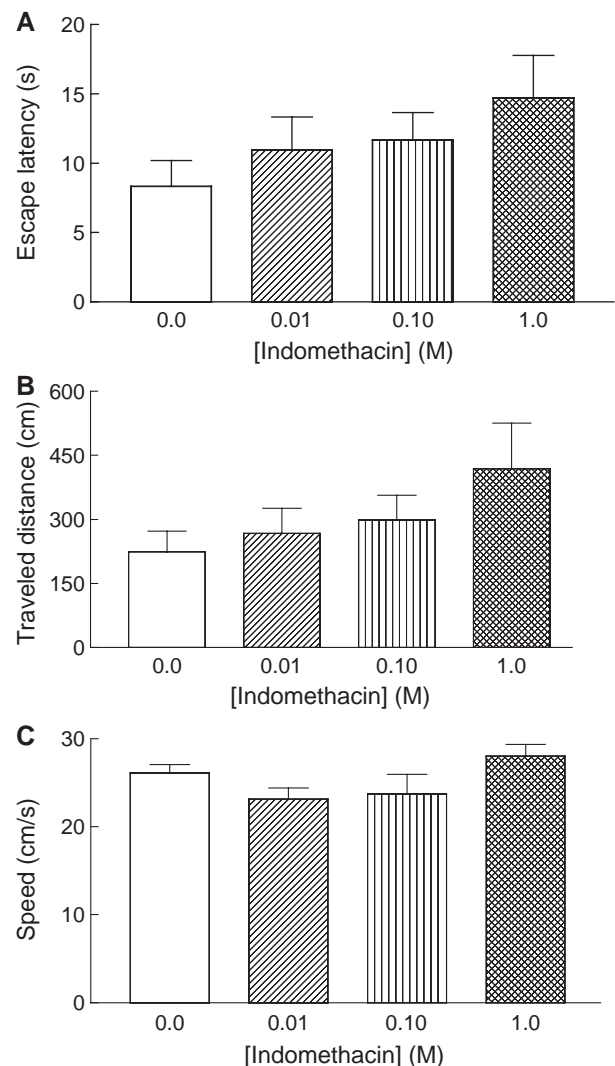 A
Escape latency (s)
20
15
10
5
0
0.0 0.01 0.10 1.0
[Indomethacin] (M)
B
Traveled distance (cm)
600
450
300
150
0
0.0 0.01 0.10 1.0
[Indomethacin] (M)
C
Speed (cm/s)
30
20
10
0
0.0 0.01 0.10 1.0
[Indomethacin] (M)